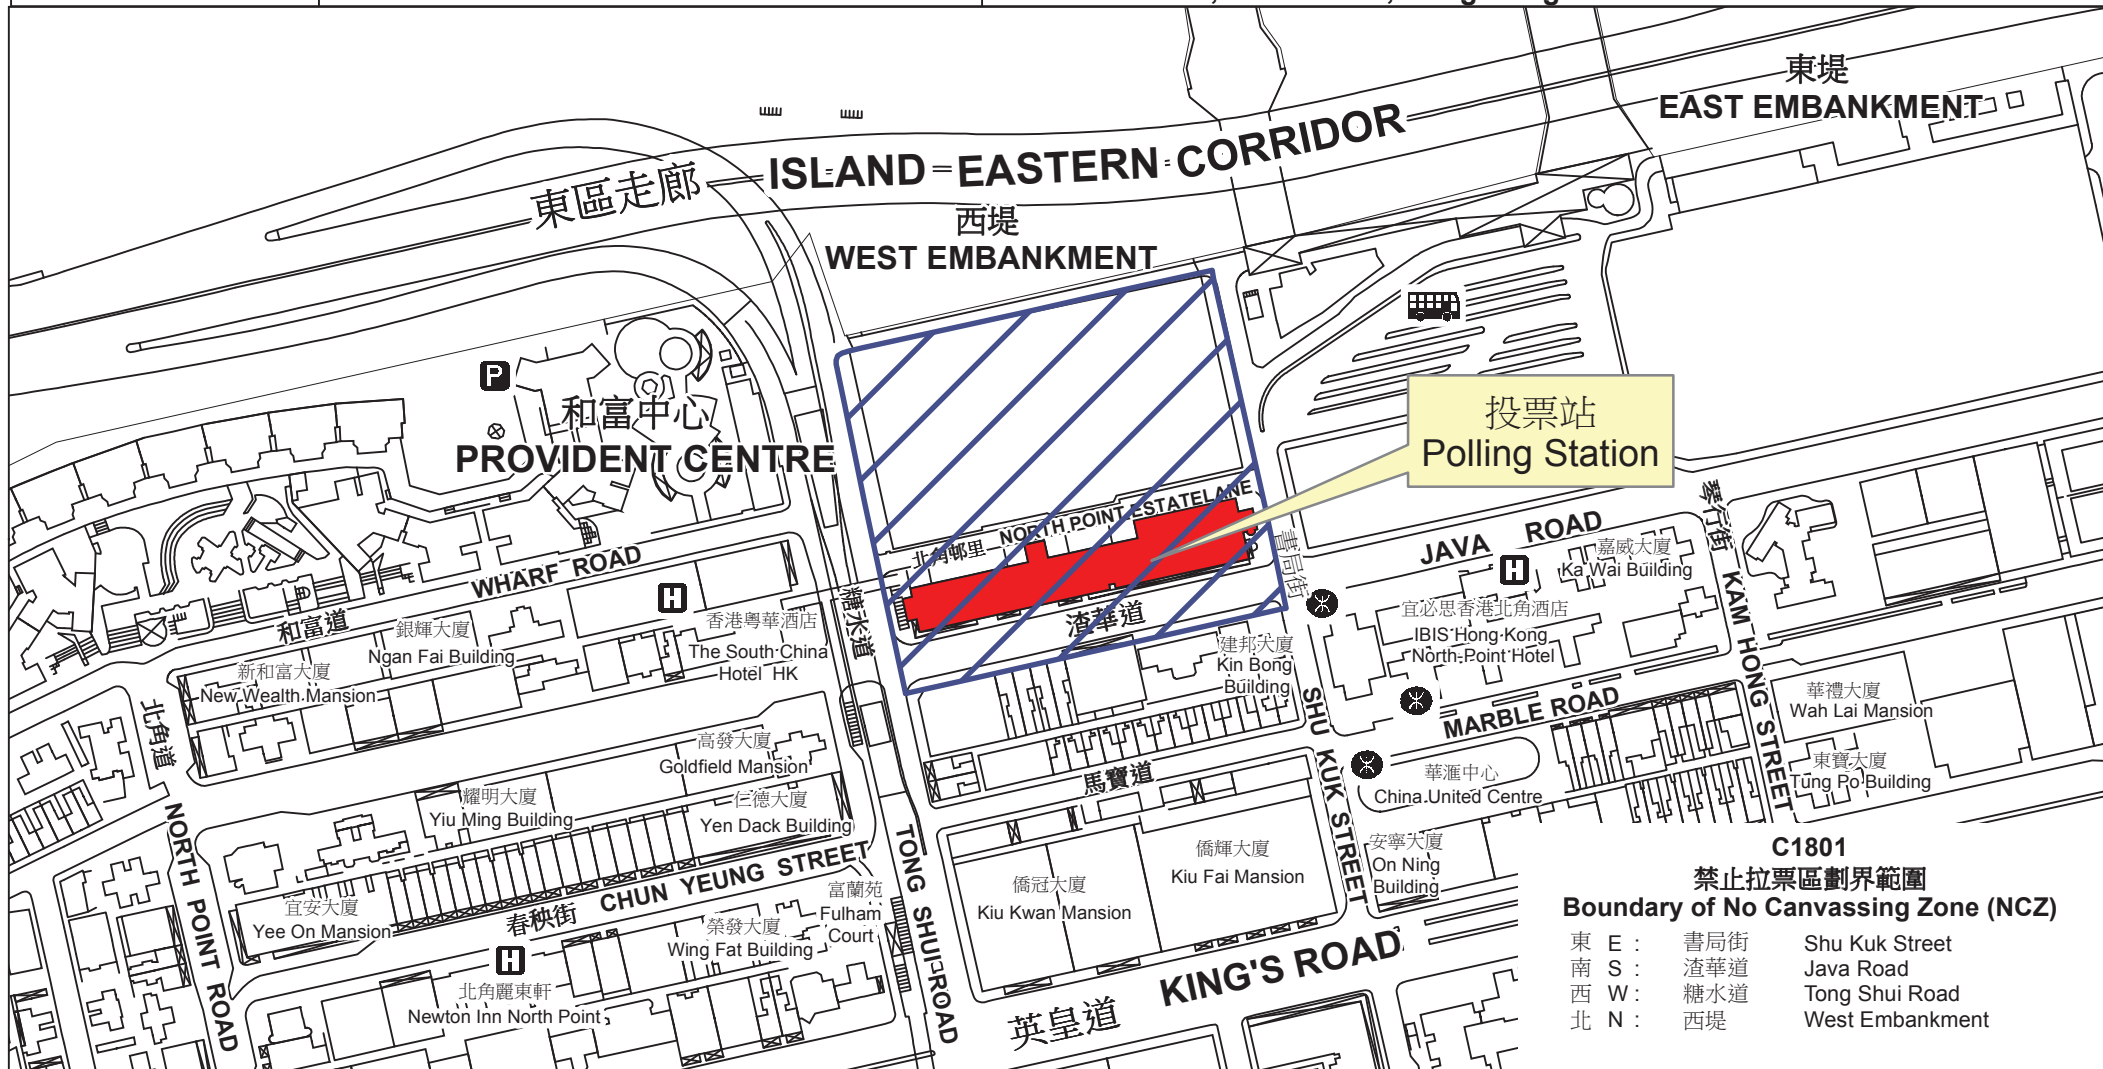 東堤
EAST EMBANKMENT
東區走廊
ISLAND EASTERN CORRIDOR
西堤
WEST EMBANKMENT
P
和富中心
PROVIDENT CENTRE
投票站
Polling Station
北角邨里 NORTH POINT ESTATE LANE
渣華道
書局街
JAVA ROAD
琴行街
KAM HONG STREET
嘉威大廈
Ka Wai Building
H
宜必思香港北角酒店
IBIS Hong Kong
North Point Hotel
WHARF ROAD
和富道
H
香港粵華酒店
The South China
Hotel HK
糖水道
銀輝大廈
Ngan Fai Building
新和富大廈
New Wealth Mansion
北角道
NORTH POINT ROAD
建邦大廈
Kin Bong
Building
SHU KUK STREET
MARBLE ROAD
馬寶道
華禮大廈
Wah Lai Mansion
東寶大廈
Tung Po Building
華滙中心
China United Centre
高發大廈
Goldfield Mansion
耀明大廈
Yiu Ming Building
仁德大廈
Yen Dack Building
TONG SHUI ROAD
CHUN YEUNG STREET
春秧街
宜安大廈
Yee On Mansion
富蘭苑
Fulham
Court
榮發大廈
Wing Fat Building
H
北角麗東軒
Newton Inn North Point
僑冠大廈
Kiu Kwan Mansion
僑輝大廈
Kiu Fai Mansion
安寧大廈
On Ning
Building
KING'S ROAD
英皇道
C1801
禁止拉票區劃界範圍
Boundary of No Canvassing Zone (NCZ)
東 E : 書局街 Shu Kuk Street
南 S : 渣華道 Java Road
西 W : 糖水道 Tong Shui Road
北 N : 西堤 West Embankment